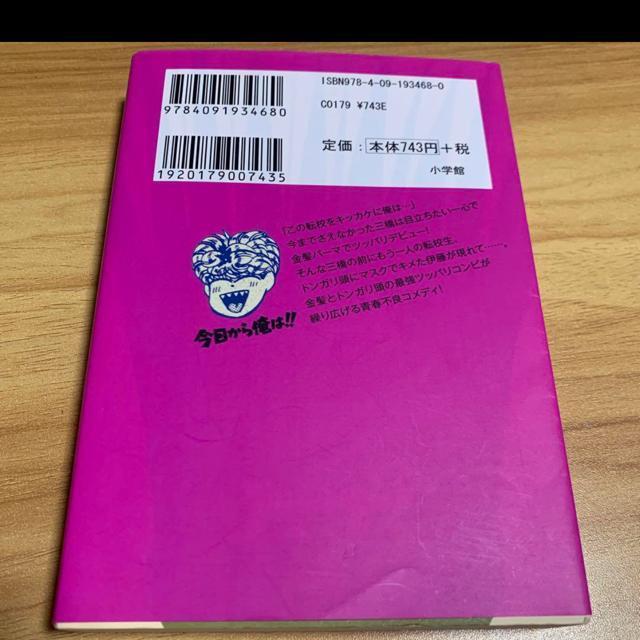 ISBN978-4-09-193468-0
C0179 ¥743E
9784091934680
定価：本体743円＋税
1920179007435
小学館
「この転校をキッカケに俺は…」
今までさえなかった三橋は目立ちたい一心で
金髪パーマでツッパリデビュー！
そんな三橋の前にもう一人の転校生、
トンガリ頭にマスクでキメた伊藤が現れて……。
金髪とトンガリ頭の最強ツッパリコンビが
繰り広げる青春不良コメディ！
今日から俺は!!